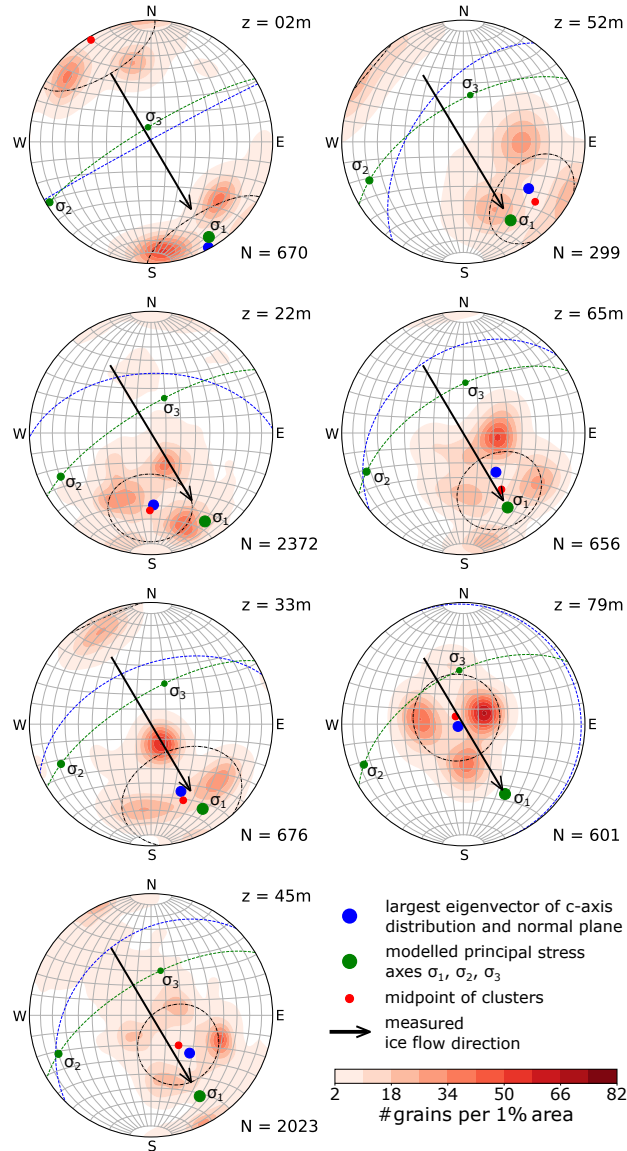 N
z = 02m
σ3
W
E
σ2
σ1
S
N = 670
N
z = 52m
σ3
W
E
σ2
σ1
S
N = 299
N
z = 22m
σ3
W
E
σ2
σ1
S
N = 2372
N
z = 65m
σ3
W
E
σ2
σ1
S
N = 656
N
z = 33m
σ3
W
E
σ2
σ1
S
N = 676
N
z = 79m
σ3
W
E
σ2
σ1
S
N = 601
N
z = 45m
σ3
W
E
σ2
σ1
S
N = 2023
largest eigenvector of c-axis
distribution and normal plane
modelled principal stress
axes σ1, σ2, σ3
midpoint of clusters
measured
ice flow direction
2 18 34 50 66 82
#grains per 1% area